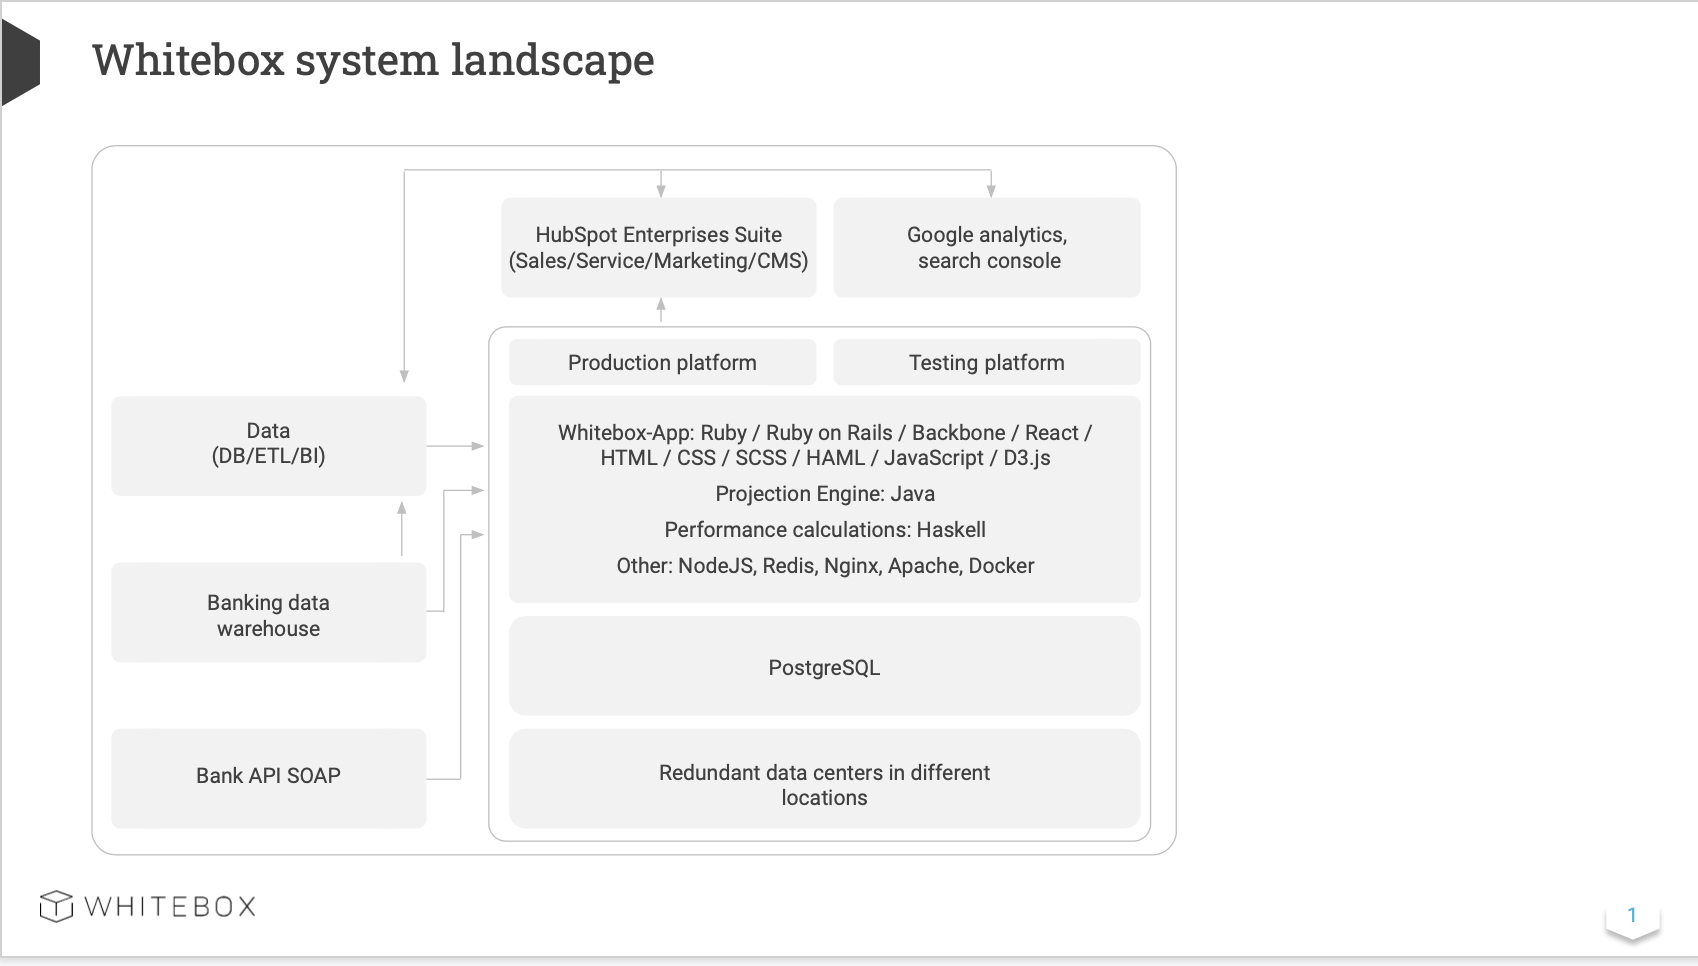 Whitebox system landscape
HubSpot Enterprises Suite
(Sales/Service/Marketing/CMS)
Google analytics,
search console
Production platform
Testing platform
Data
(DB/ETL/BI)
Whitebox-App: Ruby / Ruby on Rails / Backbone / React /
HTML / CSS / SCSS / HAML / JavaScript / D3.js
Projection Engine: Java
Performance calculations: Haskell
Other: NodeJS, Redis, Nginx, Apache, Docker
Banking data
warehouse
PostgreSQL
Bank API SOAP
Redundant data centers in different
locations
WHITEBOX
1